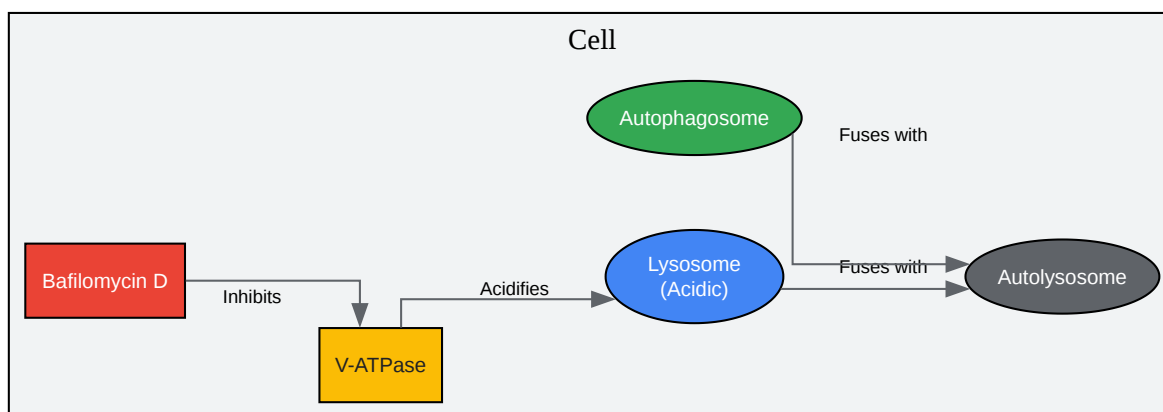 Cell
Autophagosome
Fuses with
Bafilomycin D
Inhibits
V-ATPase
Acidifies
Lysosome
(Acidic)
Fuses with
Autolysosome